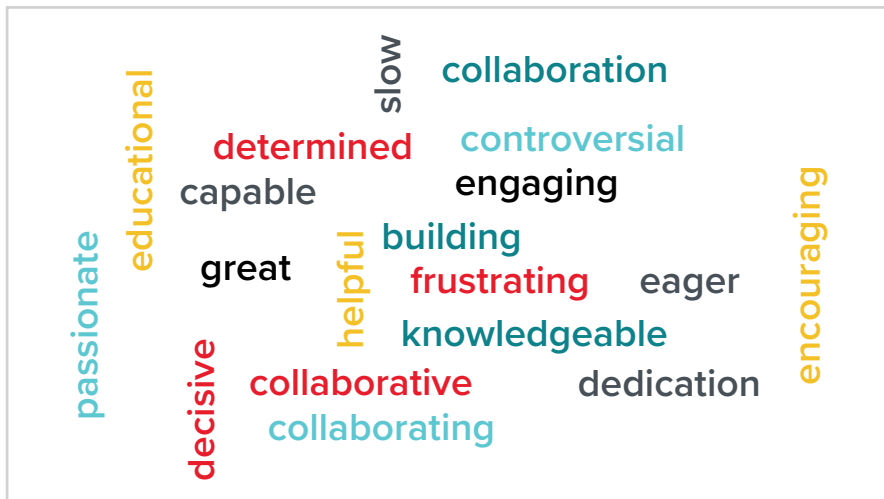 slow
collaboration
educational
determined
controversial
capable
engaging
encouraging
passionate
building
helpful
great
frustrating
eager
knowledgeable
decisive
collaborative
dedication
collaborating